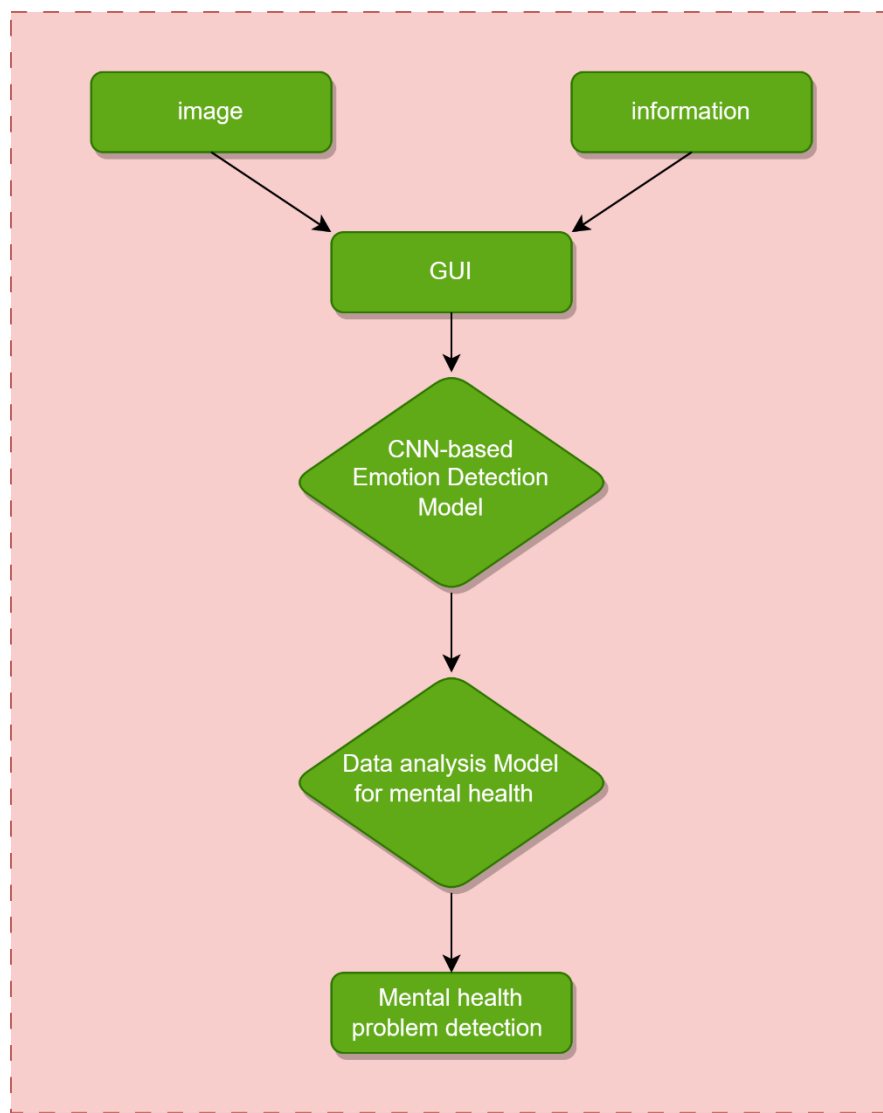 image
information
GUI
CNN-based
Emotion Detection
Model
Data analysis Model
for mental health
Mental health
problem detection